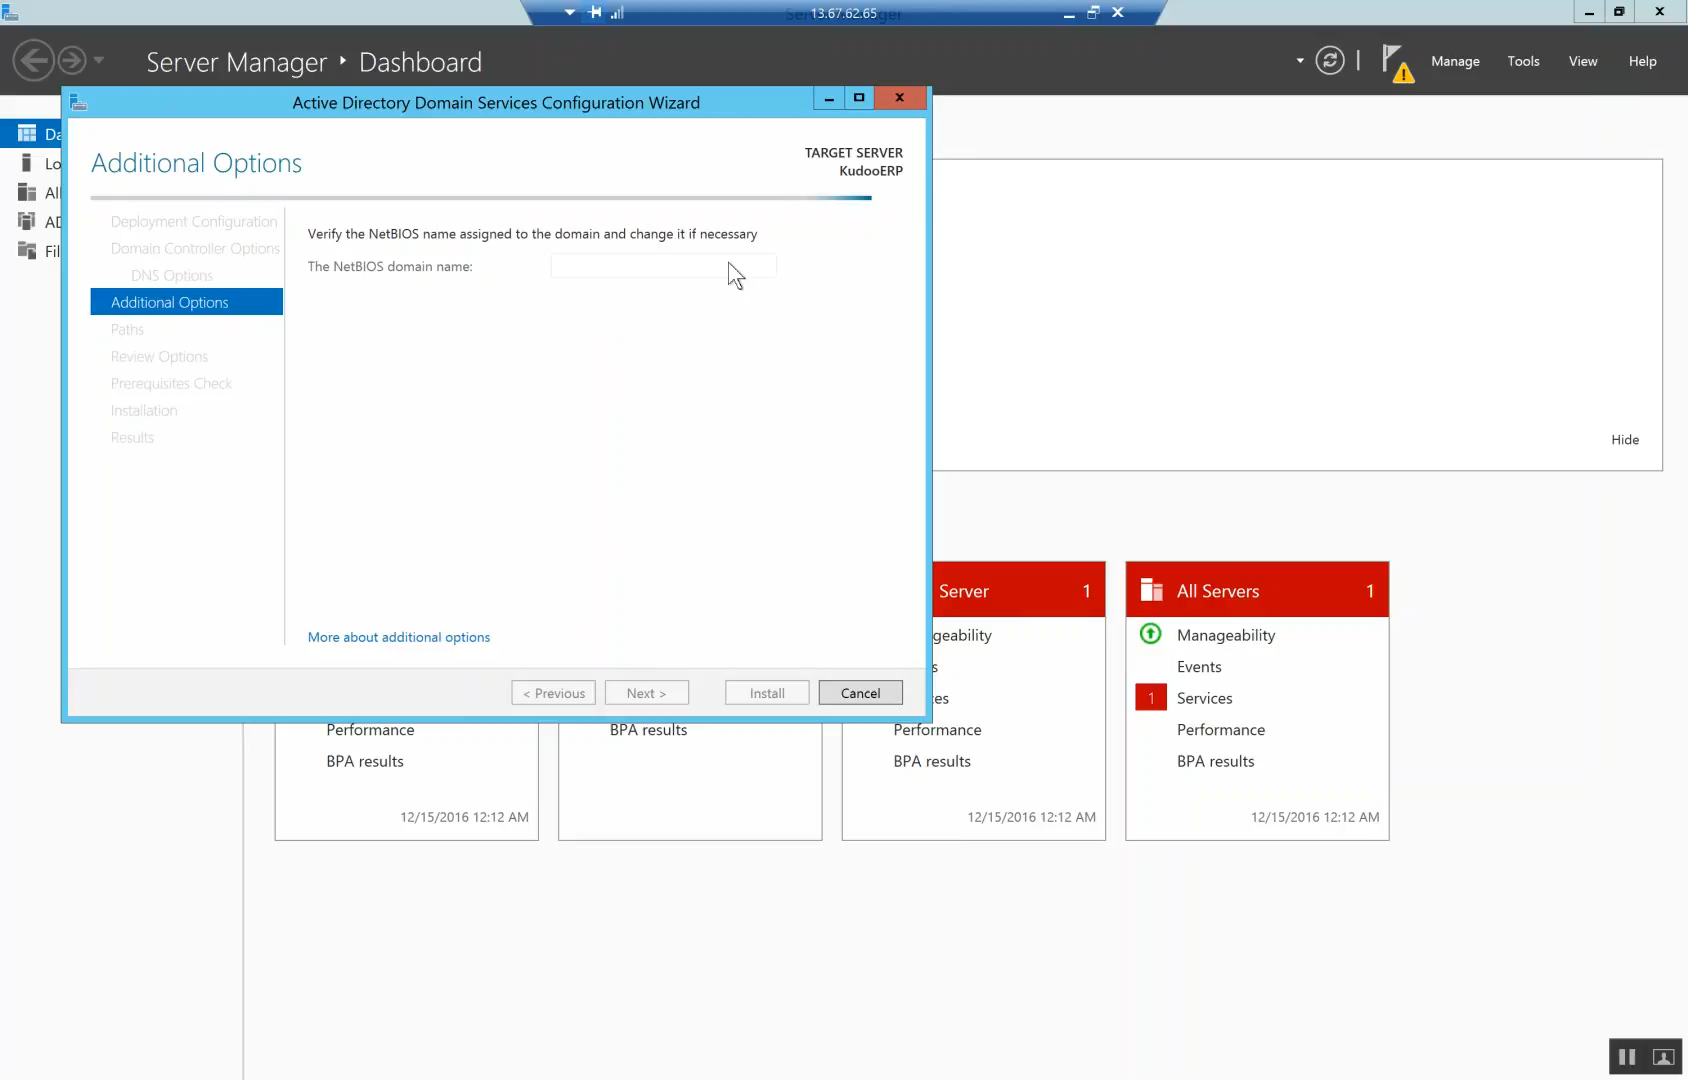 13.67.62.65
Server Manager
Dashboard
Manage
Tools
View
Help
Active Directory Domain Services Configuration Wizard
Additional Options
TARGET SERVER
KudooERP
Deployment Configuration
Domain Controller Options
DNS Options
Additional Options
Paths
Review Options
Prerequisites Check
Installation
Results
Verify the NetBIOS name assigned to the domain and change it if necessary
The NetBIOS domain name:
More about additional options
< Previous
Next >
Install
Cancel
Da
Lo
Al
AD
Fil
Hide
Performance
BPA results
12/15/2016 12:12 AM
BPA results
Server 1
geability
s
es
Performance
BPA results
12/15/2016 12:12 AM
All Servers 1
Manageability
Events
1 Services
Performance
BPA results
12/15/2016 12:12 AM